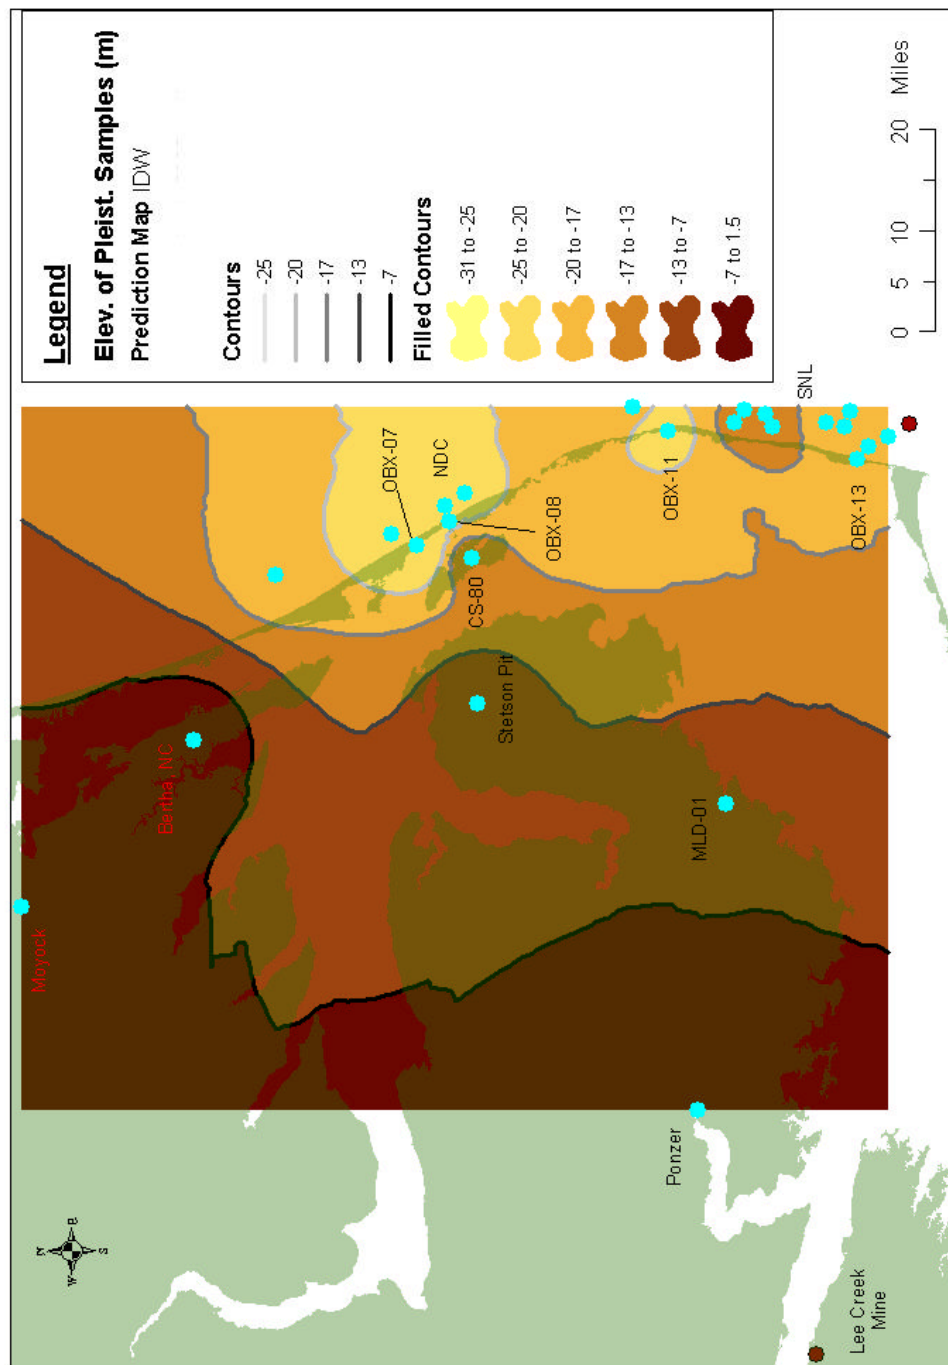 Legend
Elev. of Pleist. Samples (m)
Prediction Map IDW
Contours
-25
-20
-17
-13
-7
Filled Contours
-31 to -25
-25 to -20
-20 to -17
-17 to -13
-13 to -7
-7 to 1.5
0 5 10 20 Miles
N
W E
S
Moyock
Bertha, NC
OBX-07
NDC
OBX-08
CS-80
Stetson Pit
OBX-11
SNL
OBX-13
MLD-01
Ponzer
Lee Creek
Mine